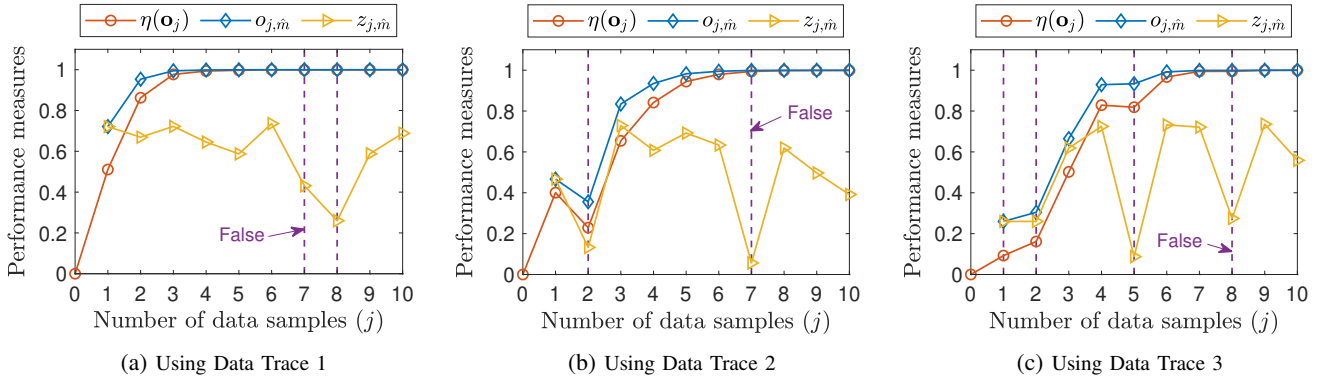 η(𝐨_j) o_{j,m̂} z_{j,m̂}
Performance measures
1
0.8
0.6
0.4
0.2
0
False
0 1 2 3 4 5 6 7 8 9 10
Number of data samples (j)
(a) Using Data Trace 1
η(𝐨_j) o_{j,m̂} z_{j,m̂}
Performance measures
1
0.8
0.6
0.4
0.2
0
False
0 1 2 3 4 5 6 7 8 9 10
Number of data samples (j)
(b) Using Data Trace 2
η(𝐨_j) o_{j,m̂} z_{j,m̂}
Performance measures
1
0.8
0.6
0.4
0.2
0
False
0 1 2 3 4 5 6 7 8 9 10
Number of data samples (j)
(c) Using Data Trace 3